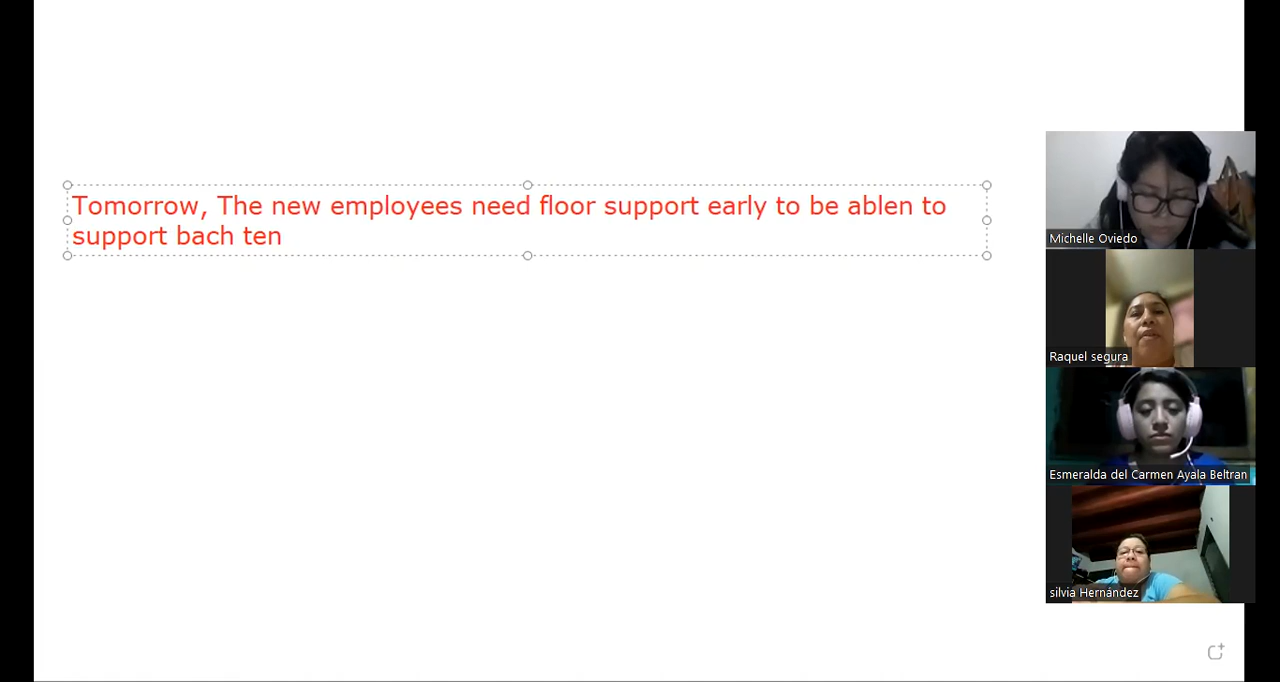 Tomorrow, The new employees need floor support early to be ablen to
support bach ten
Michelle Oviedo
Raquel segura
Esmeralda del Carmen Ayala Beltran
silvia Hernández